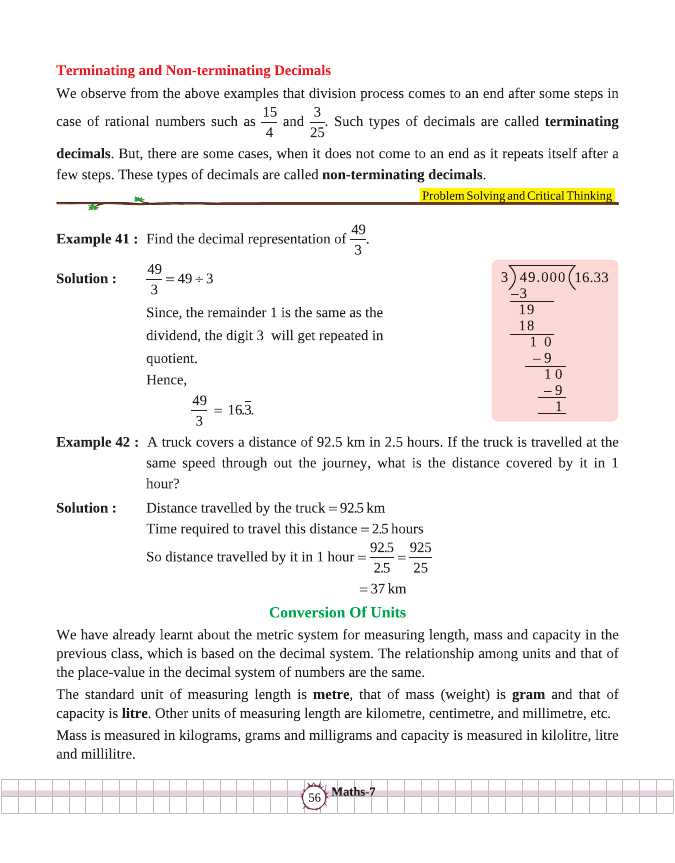 Terminating and Non-terminating Decimals
We observe from the above examples that division process comes to an end after some steps in
case of rational numbers such as 15/4 and 3/25. Such types of decimals are called terminating
decimals. But, there are some cases, when it does not come to an end as it repeats itself after a
few steps. These types of decimals are called non-terminating decimals.
Problem Solving and Critical Thinking
Example 41 : Find the decimal representation of 49/3.
Solution : 49/3 = 49 ÷ 3
Since, the remainder 1 is the same as the
dividend, the digit 3 will get repeated in
quotient.
Hence,
49/3 = 16.3̅.
3)49.000(16.33
–3
19
18
1 0
– 9
1 0
– 9
1
Example 42 : A truck covers a distance of 92.5 km in 2.5 hours. If the truck is travelled at the
same speed through out the journey, what is the distance covered by it in 1
hour?
Solution : Distance travelled by the truck = 92.5 km
Time required to travel this distance = 2.5 hours
So distance travelled by it in 1 hour = 92.5/2.5 = 925/25
= 37 km
Conversion Of Units
We have already learnt about the metric system for measuring length, mass and capacity in the
previous class, which is based on the decimal system. The relationship among units and that of
the place-value in the decimal system of numbers are the same.
The standard unit of measuring length is metre, that of mass (weight) is gram and that of
capacity is litre. Other units of measuring length are kilometre, centimetre, and millimetre, etc.
Mass is measured in kilograms, grams and milligrams and capacity is measured in kilolitre, litre
and millilitre.
56 Maths-7